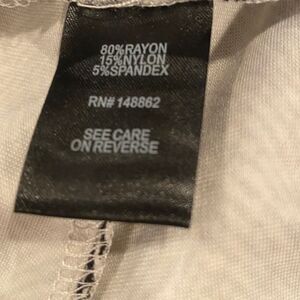 80%RAYON
15%NYLON
5%SPANDEX
RN# 148862
SEE CARE
ON REVERSE